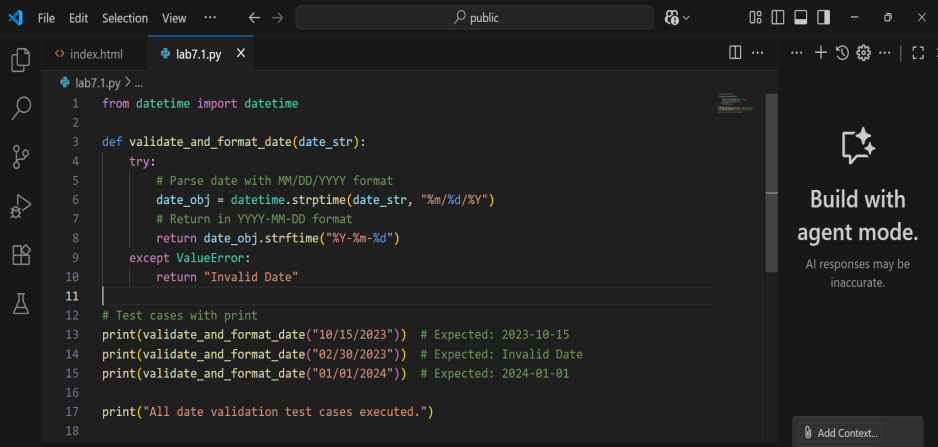 File Edit Selection View ··· public
index.html lab7.1.py
lab7.1.py > ...
1 from datetime import datetime
2
3 def validate_and_format_date(date_str):
4     try:
5         # Parse date with MM/DD/YYYY format
6         date_obj = datetime.strptime(date_str, "%m/%d/%Y")
7         # Return in YYYY-MM-DD format
8         return date_obj.strftime("%Y-%m-%d")
9     except ValueError:
10         return "Invalid Date"
11
12 # Test cases with print
13 print(validate_and_format_date("10/15/2023"))  # Expected: 2023-10-15
14 print(validate_and_format_date("02/30/2023"))  # Expected: Invalid Date
15 print(validate_and_format_date("01/01/2024"))  # Expected: 2024-01-01
16
17 print("All date validation test cases executed.")
18
Build with
agent mode.
AI responses may be
inaccurate.
Add Context...